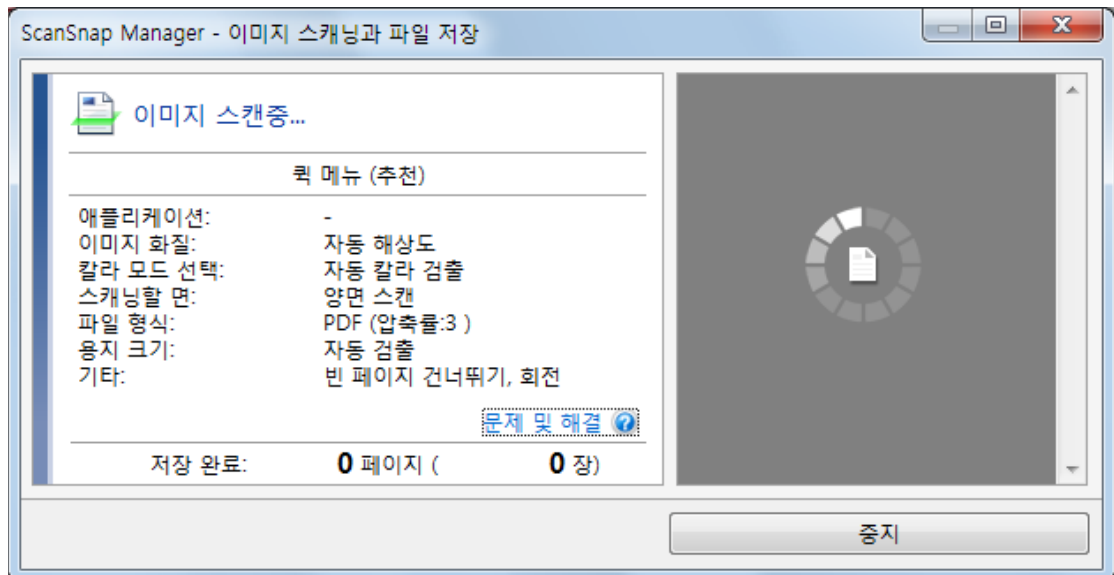 ScanSnap Manager - 이미지 스캐닝과 파일 저장
이미지 스캔중...
퀵 메뉴 (추천)
애플리케이션: -
이미지 화질: 자동 해상도
칼라 모드 선택: 자동 칼라 검출
스캐닝할 면: 양면 스캔
파일 형식: PDF (압축률:3 )
용지 크기: 자동 검출
기타: 빈 페이지 건너뛰기, 회전
문제 및 해결 ?
저장 완료: 0 페이지 ( 0 장)
중지